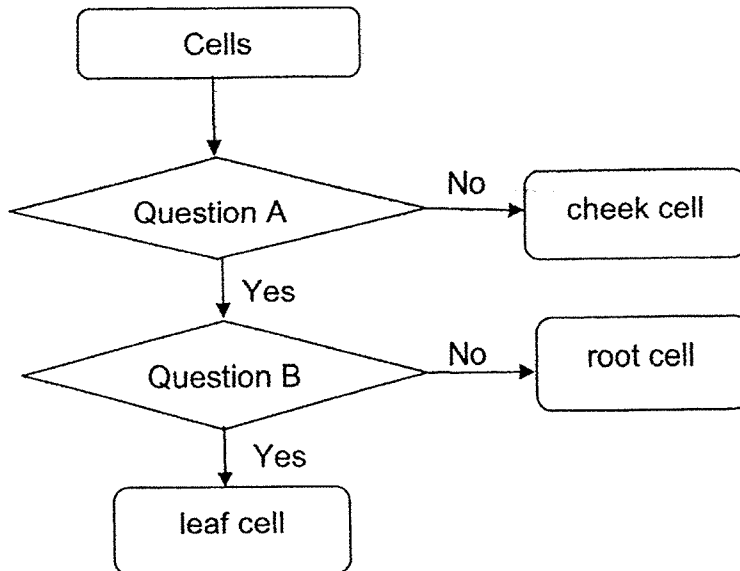 Cells
Question A
No
cheek cell
Yes
Question B
No
root cell
Yes
leaf cell